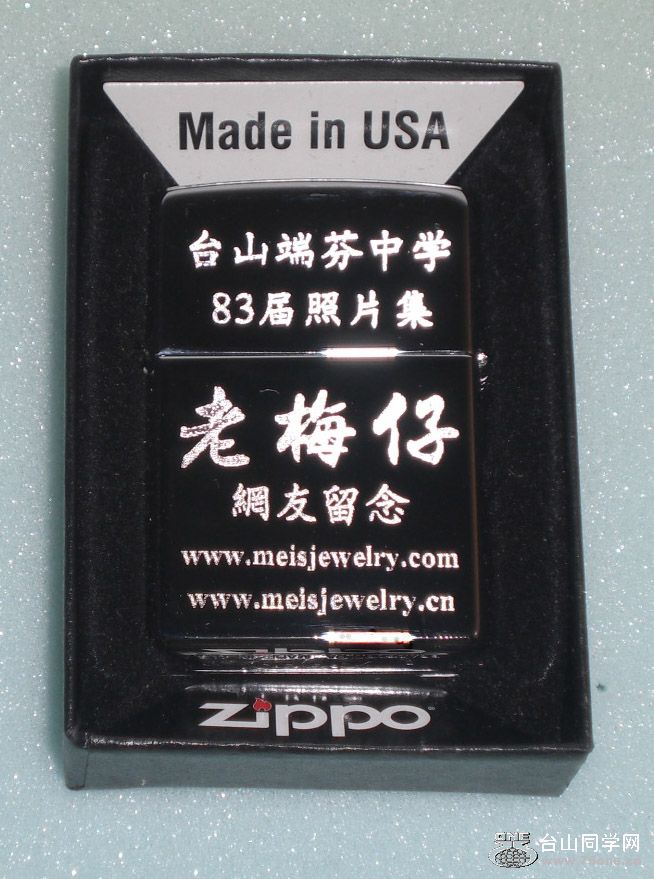 Made in USA
台山端芬中学
83届照片集
老梅仔
網友留念
www.meisjewelry.com
www.meisjewelry.cn
zippo
ONE 台山同学网